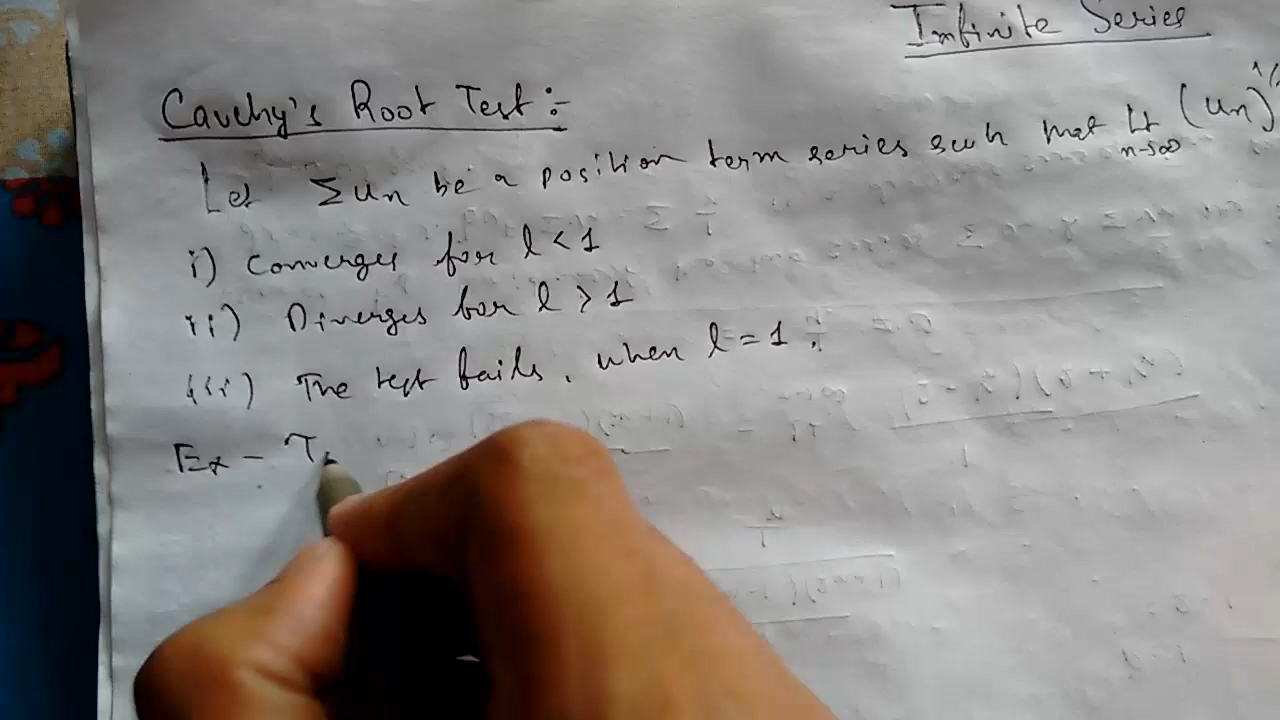 Infinite Series
Cauchy's Root Test :-
Let Σun be a position term series such that Lt n→∞ (un)^1/
i) Converges for l < 1
ii) Diverges for l > 1
iii) The test fails, when l = 1.
Ex - T